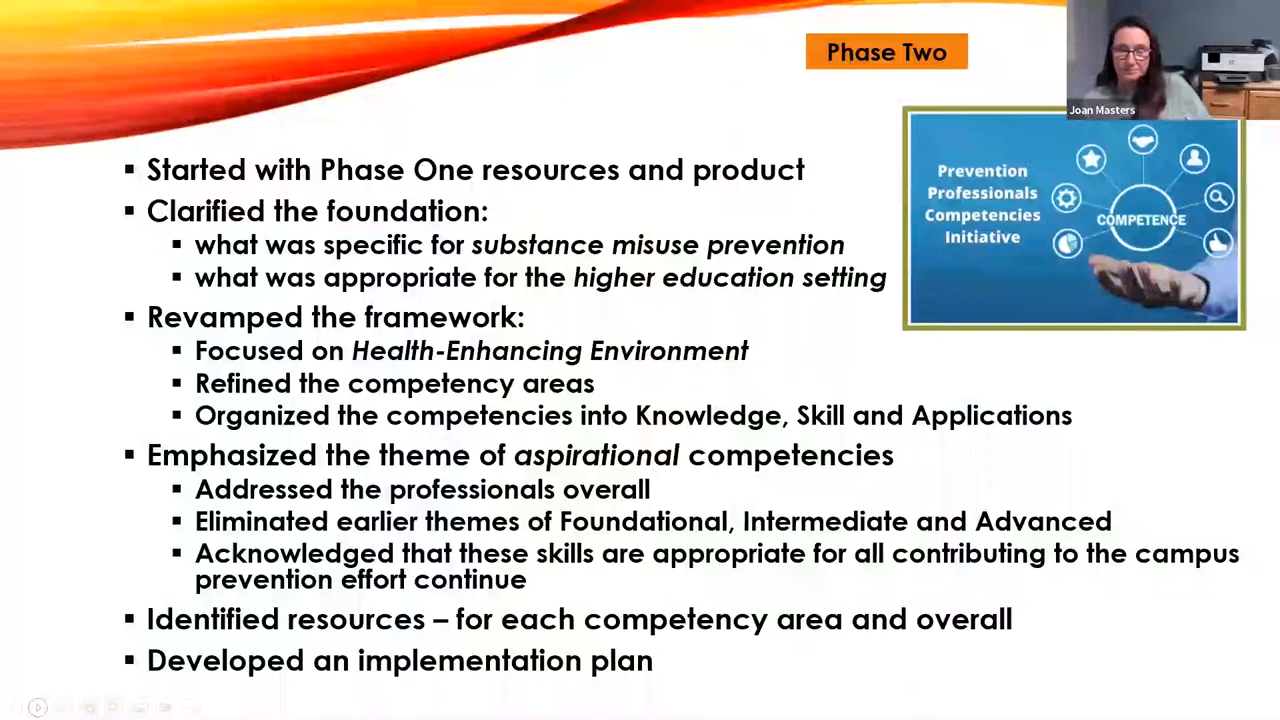 Phase Two
Joan Masters
Prevention
Professionals
Competencies
Initiative
COMPETENCE
▪ Started with Phase One resources and product
▪ Clarified the foundation:
▪ what was specific for substance misuse prevention
▪ what was appropriate for the higher education setting
▪ Revamped the framework:
▪ Focused on Health-Enhancing Environment
▪ Refined the competency areas
▪ Organized the competencies into Knowledge, Skill and Applications
▪ Emphasized the theme of aspirational competencies
▪ Addressed the professionals overall
▪ Eliminated earlier themes of Foundational, Intermediate and Advanced
▪ Acknowledged that these skills are appropriate for all contributing to the campus
prevention effort continue
▪ Identified resources – for each competency area and overall
▪ Developed an implementation plan